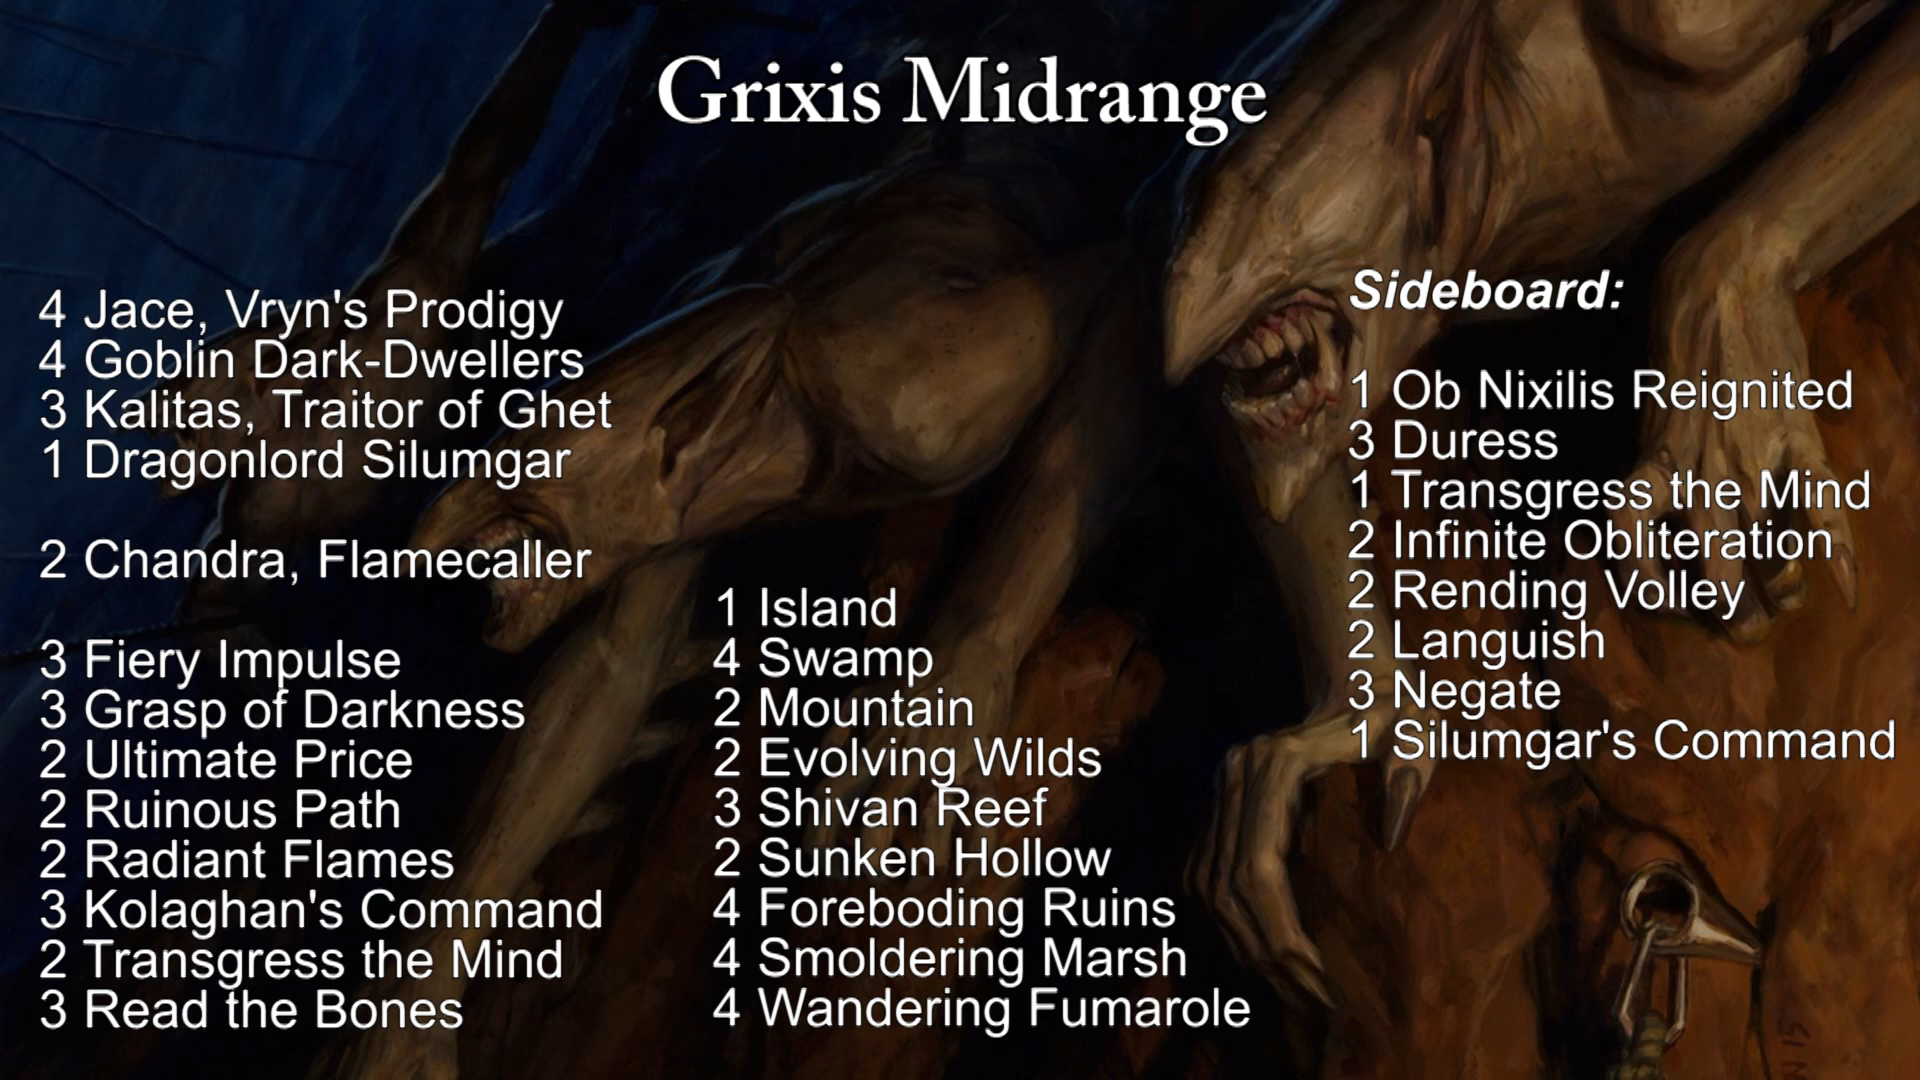 Grixis Midrange
4 Jace, Vryn's Prodigy
4 Goblin Dark-Dwellers
3 Kalitas, Traitor of Ghet
1 Dragonlord Silumgar
2 Chandra, Flamecaller
3 Fiery Impulse
3 Grasp of Darkness
2 Ultimate Price
2 Ruinous Path
2 Radiant Flames
3 Kolaghan's Command
2 Transgress the Mind
3 Read the Bones
1 Island
4 Swamp
2 Mountain
2 Evolving Wilds
3 Shivan Reef
2 Sunken Hollow
4 Foreboding Ruins
4 Smoldering Marsh
4 Wandering Fumarole
Sideboard:
1 Ob Nixilis Reignited
3 Duress
1 Transgress the Mind
2 Infinite Obliteration
2 Rending Volley
2 Languish
3 Negate
1 Silumgar's Command